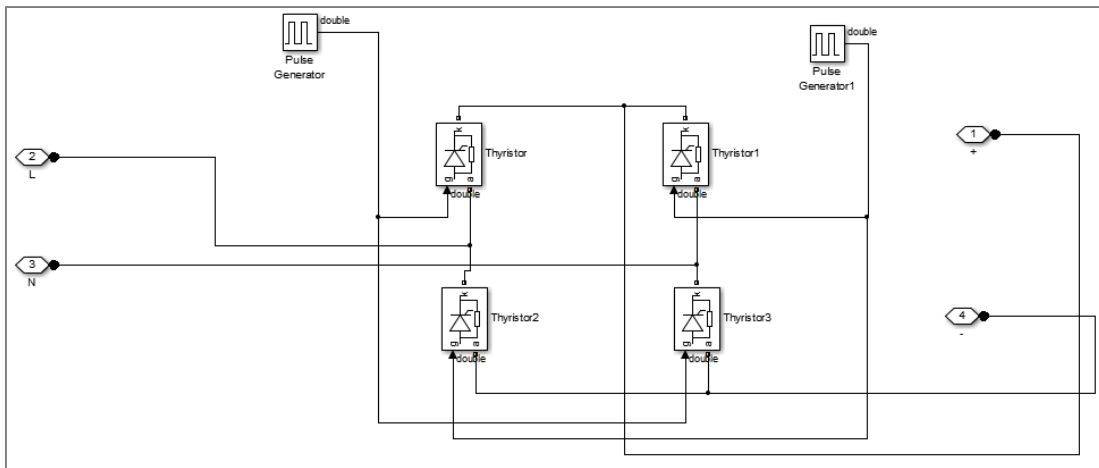 double
Pulse
Generator
double
Pulse
Generator1
k
Thyristor
g
a
double
k
Thyristor1
g
a
double
1
+
2
L
3
N
k
Thyristor2
g
a
double
k
Thyristor3
g
a
double
4
-